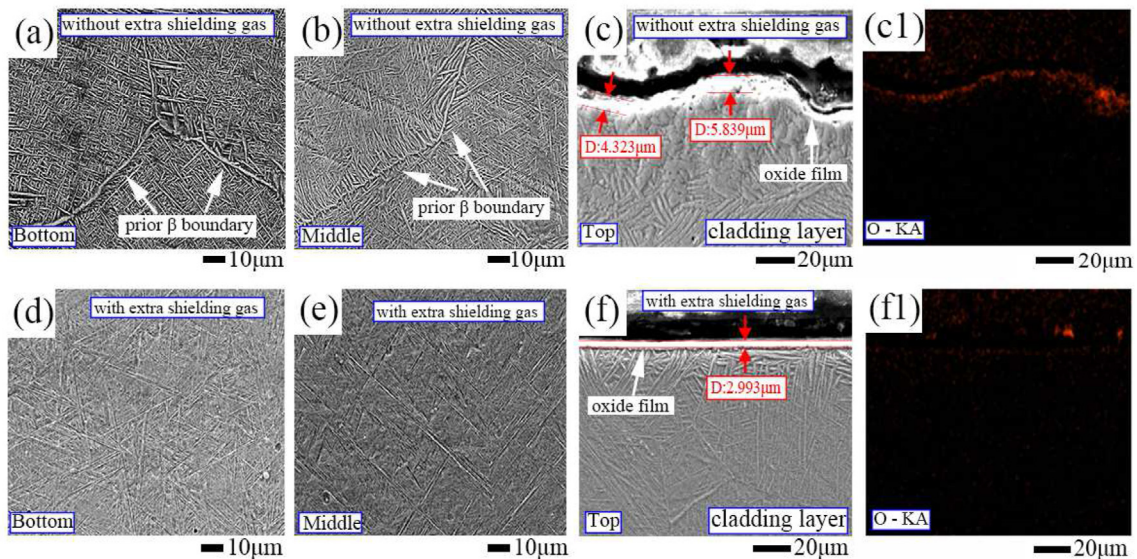 (a)
without extra shielding gas
prior β boundary
Bottom
10μm
(b)
without extra shielding gas
prior β boundary
Middle
10μm
(c)
without extra shielding gas
D:4.323μm
D:5.839μm
oxide film
Top
cladding layer
20μm
(c1)
O - KA
20μm
(d)
with extra shielding gas
Bottom
10μm
(e)
with extra shielding gas
Middle
10μm
(f)
with extra shielding gas
D:2.993μm
oxide film
Top
cladding layer
20μm
(f1)
O - KA
20μm